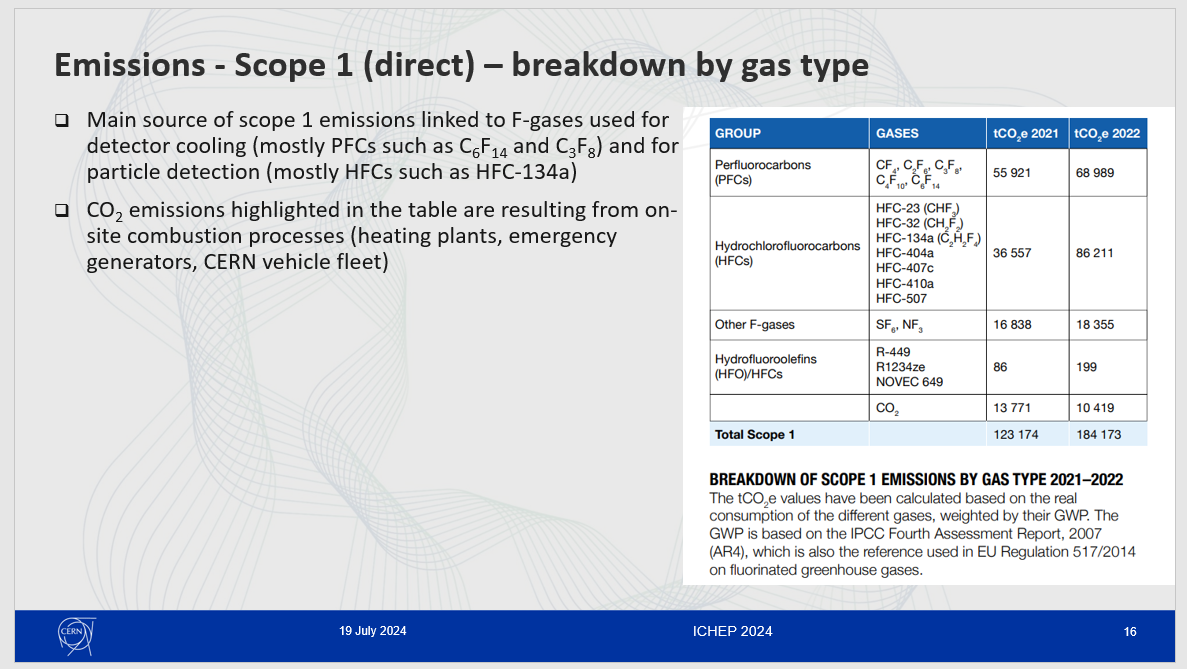 Emissions - Scope 1 (direct) – breakdown by gas type
❑ Main source of scope 1 emissions linked to F-gases used for
detector cooling (mostly PFCs such as C₆F₁₄ and C₃F₈) and for
particle detection (mostly HFCs such as HFC-134a)
❑ CO₂ emissions highlighted in the table are resulting from on-
site combustion processes (heating plants, emergency
generators, CERN vehicle fleet)
GROUP GASES tCO₂e 2021 tCO₂e 2022
Perfluorocarbons
(PFCs)
CF₄, C₂F₆, C₃F₈,
C₄F₁₀, C₆F₁₄
55 921 68 989
Hydrochlorofluorocarbons
(HFCs)
HFC-23 (CHF₃)
HFC-32 (CH₂F₂)
HFC-134a (C₂H₂F₄)
HFC-404a
HFC-407c
HFC-410a
HFC-507
36 557 86 211
Other F-gases SF₆, NF₃ 16 838 18 355
Hydrofluoroolefins
(HFO)/HFCs
R-449
R1234ze
NOVEC 649
86 199
CO₂ 13 771 10 419
Total Scope 1 123 174 184 173
BREAKDOWN OF SCOPE 1 EMISSIONS BY GAS TYPE 2021–2022
The tCO₂e values have been calculated based on the real
consumption of the different gases, weighted by their GWP. The
GWP is based on the IPCC Fourth Assessment Report, 2007
(AR4), which is also the reference used in EU Regulation 517/2014
on fluorinated greenhouse gases.
CERN
19 July 2024 ICHEP 2024 16